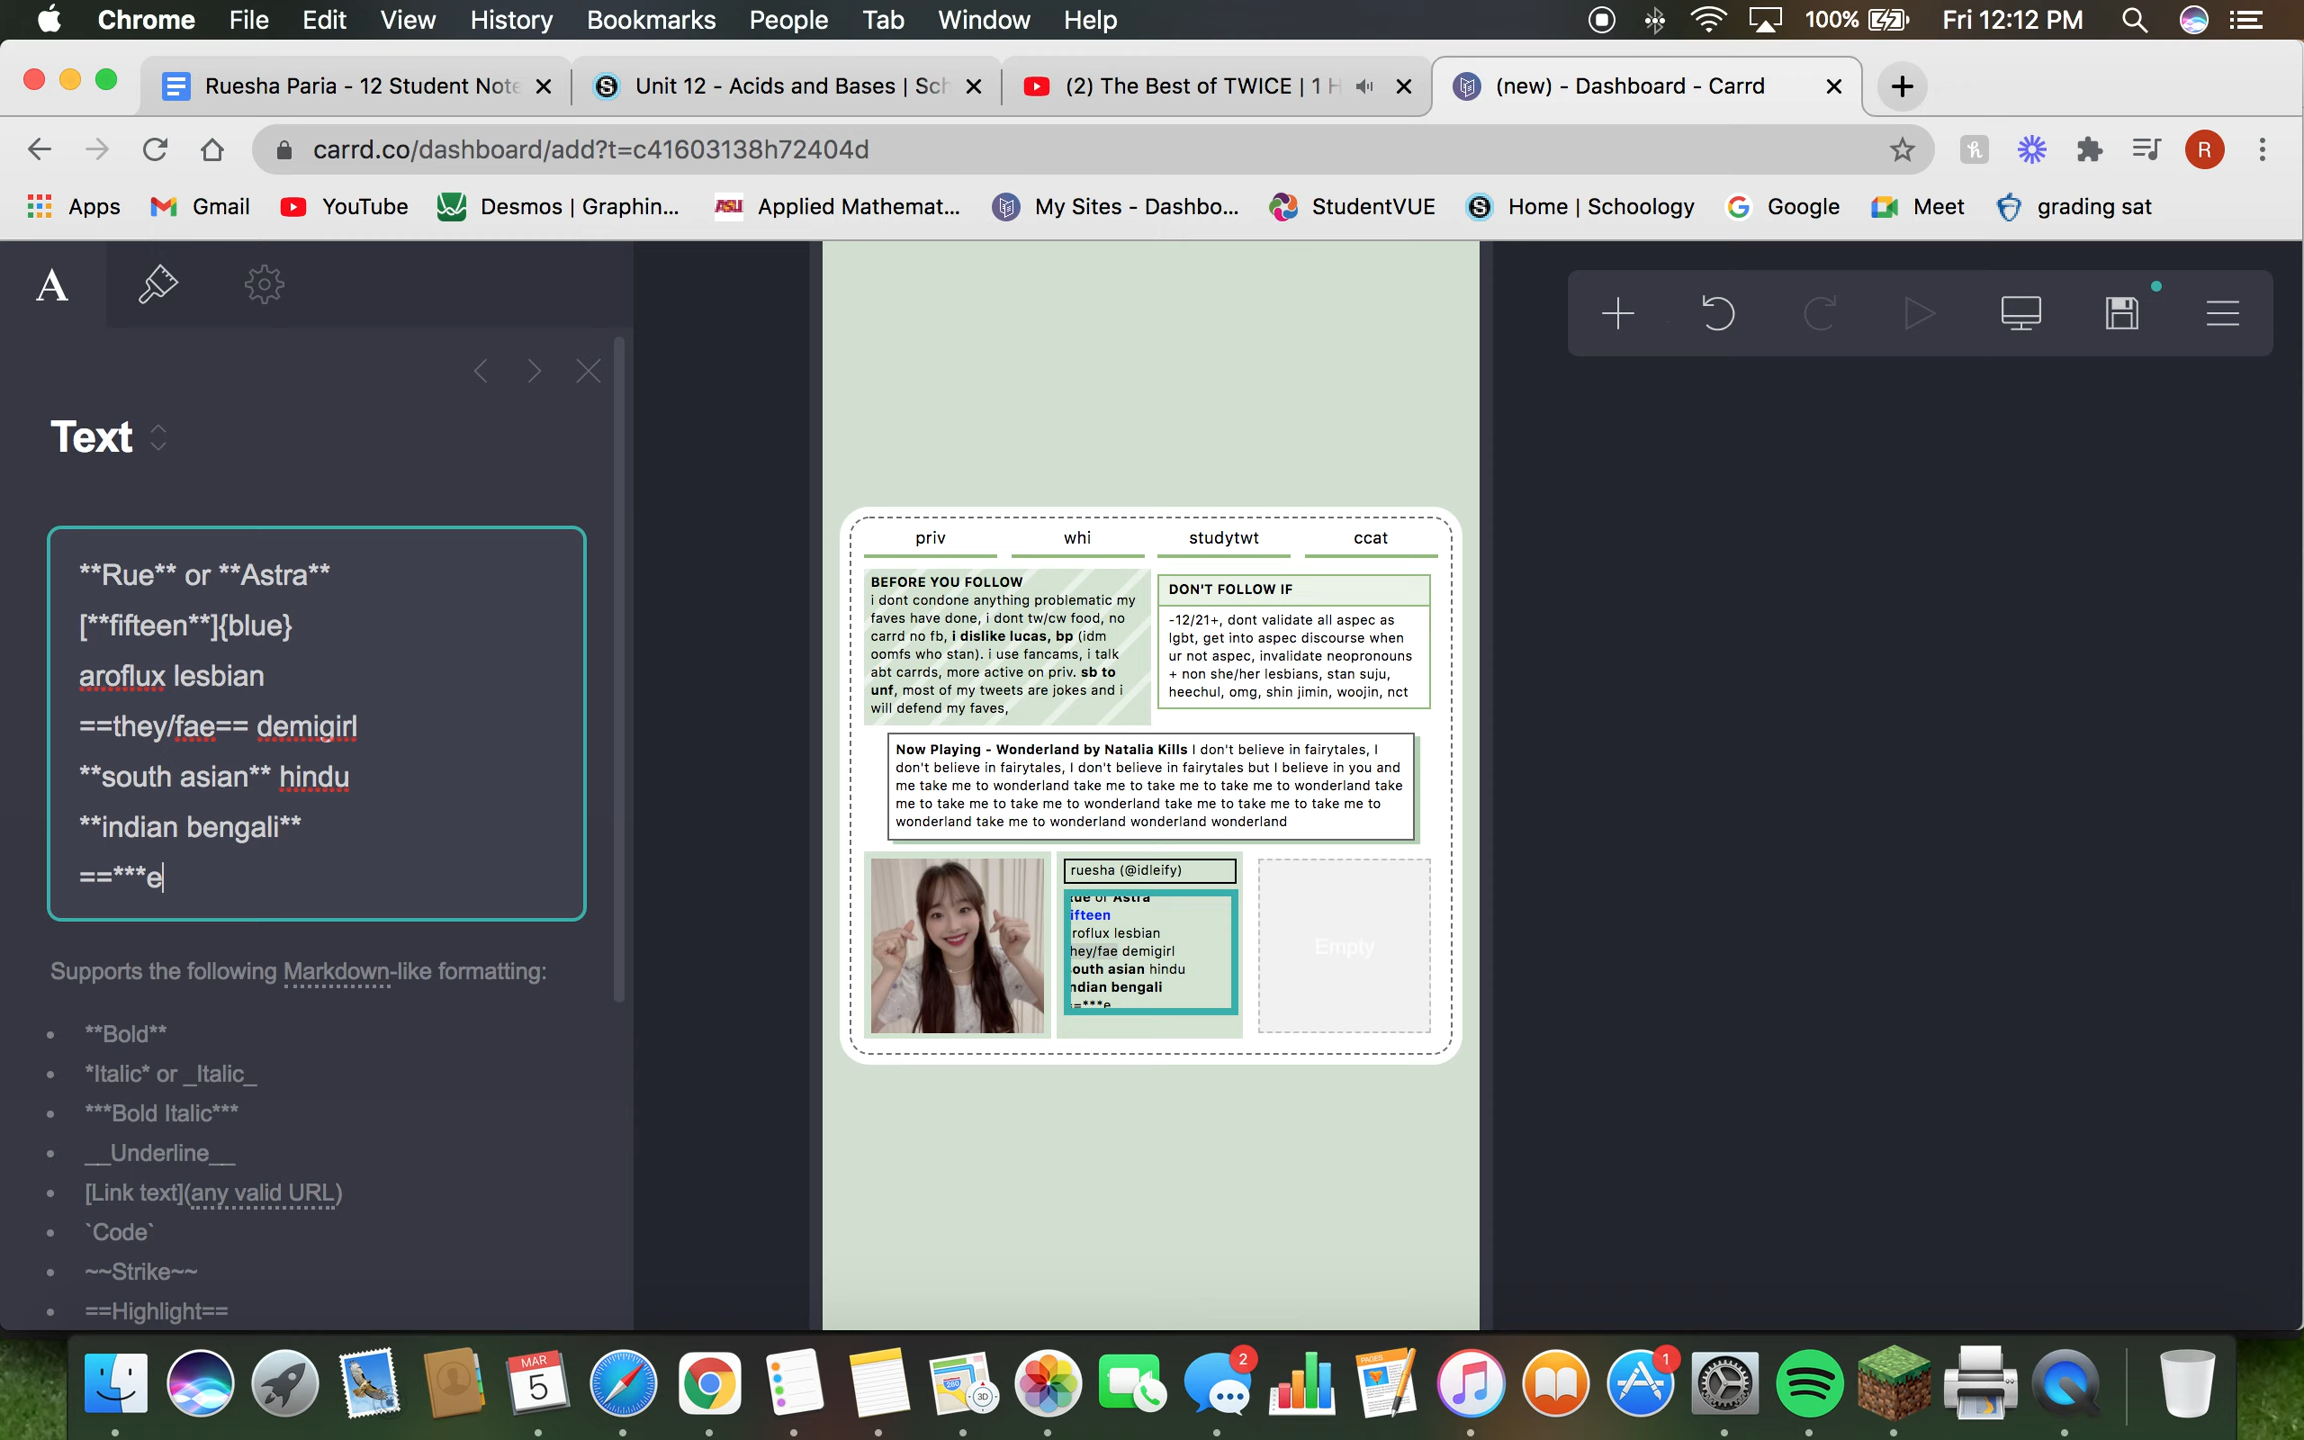 Chrome File Edit View History Bookmarks People Tab Window Help 100% Fri 12:12 PM
Ruesha Paria - 12 Student Note
Unit 12 - Acids and Bases | Sch
(2) The Best of TWICE | 1 H
(new) - Dashboard - Carrd
carrd.co/dashboard/add?t=c41603138h72404d
R
Apps Gmail YouTube Desmos | Graphin... ASU Applied Mathemat... My Sites - Dashbo... StudentVUE Home | Schoology Google Meet grading sat
A
Text
**Rue** or **Astra**
[**fifteen**]{blue}
aroflux lesbian
==they/fae== demigirl
**south asian** hindu
**indian bengali**
==***e
Supports the following Markdown-like formatting:
• **Bold**
• *Italic* or _Italic_
• ***Bold Italic***
• __Underline__
• [Link text](any valid URL)
• `Code`
• ~~Strike~~
• ==Highlight==
priv whi studytwt ccat
BEFORE YOU FOLLOW
i dont condone anything problematic my
faves have done, i dont tw/cw food, no
carrd no fb, i dislike lucas, bp (idm
oomfs who stan). i use fancams, i talk
abt carrds, more active on priv. sb to
unf, most of my tweets are jokes and i
will defend my faves,
DON'T FOLLOW IF
-12/21+, dont validate all aspec as
lgbt, get into aspec discourse when
ur not aspec, invalidate neopronouns
+ non she/her lesbians, stan suju,
heechul, omg, shin jimin, woojin, nct
Now Playing - Wonderland by Natalia Kills I don't believe in fairytales, I
don't believe in fairytales, I don't believe in fairytales but I believe in you and
me take me to wonderland take me to take me to take me to wonderland take
me to take me to take me to wonderland take me to take me to take me to
wonderland take me to wonderland wonderland wonderland
ruesha (@idleify)
ue or Astra
ifteen
roflux lesbian
hey/fae demigirl
outh asian hindu
ndian bengali
=***e
Empty
MAR
5
280
3D
2
PAGES
1